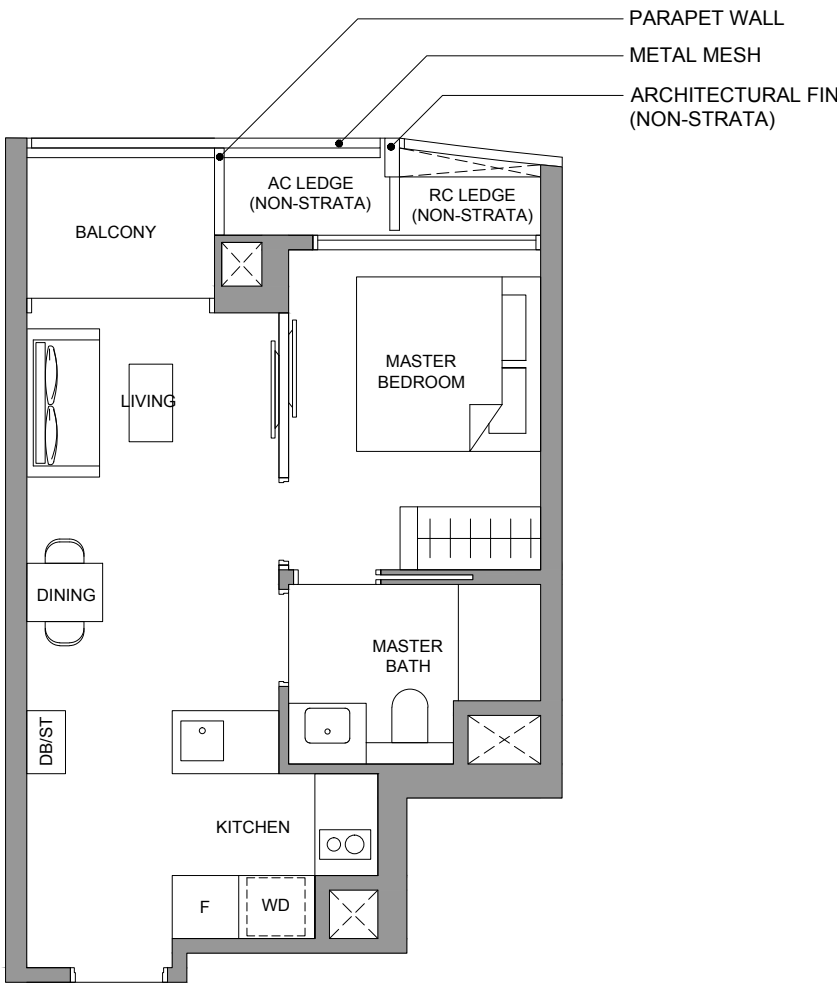 PARAPET WALL
METAL MESH
ARCHITECTURAL FIN
(NON-STRATA)
AC LEDGE
(NON-STRATA)
RC LEDGE
(NON-STRATA)
BALCONY
MASTER
BEDROOM
LIVING
DINING
MASTER
BATH
DB/ST
KITCHEN
F
WD